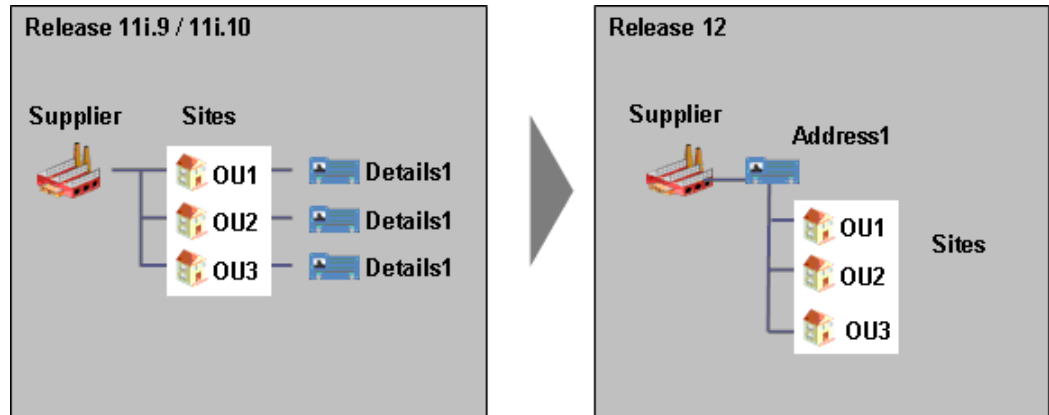 Release 11i.9 / 11i.10
Supplier Sites
OU1 Details1
OU2 Details1
OU3 Details1
Release 12
Supplier
Address1
OU1
Sites
OU2
OU3